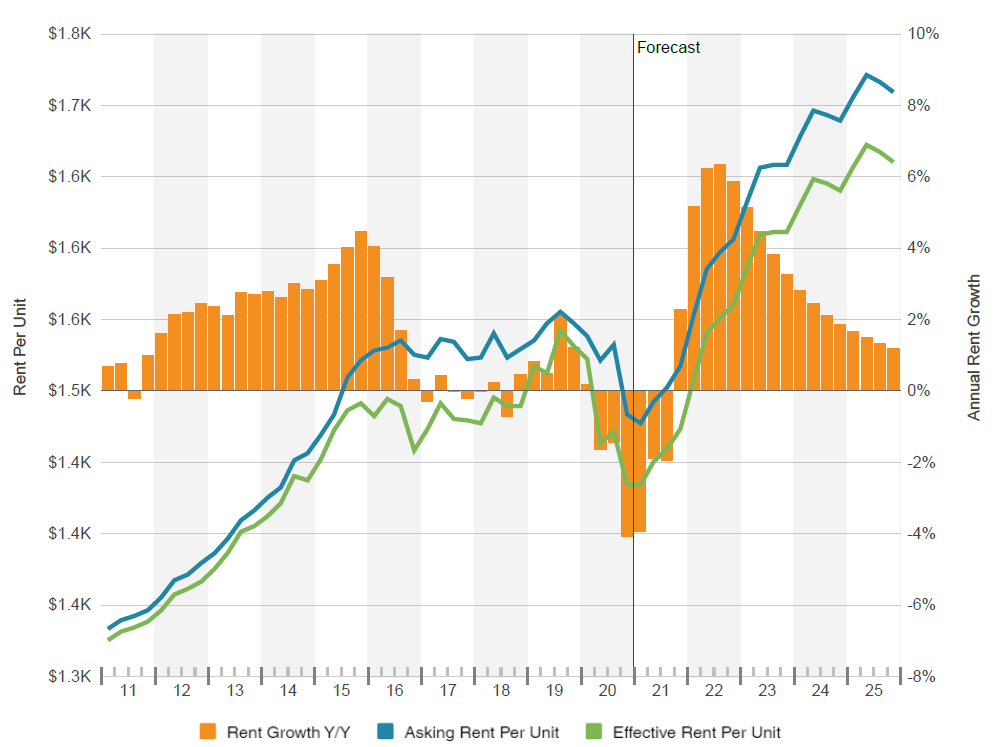 $1.8K 10%
Forecast
$1.7K 8%
$1.6K 6%
$1.6K 4%
$1.6K 2%
$1.5K 0%
$1.4K -2%
$1.4K -4%
$1.4K -6%
$1.3K -8%
Rent Per Unit
Annual Rent Growth
11 12 13 14 15 16 17 18 19 20 21 22 23 24 25
Rent Growth Y/Y Asking Rent Per Unit Effective Rent Per Unit